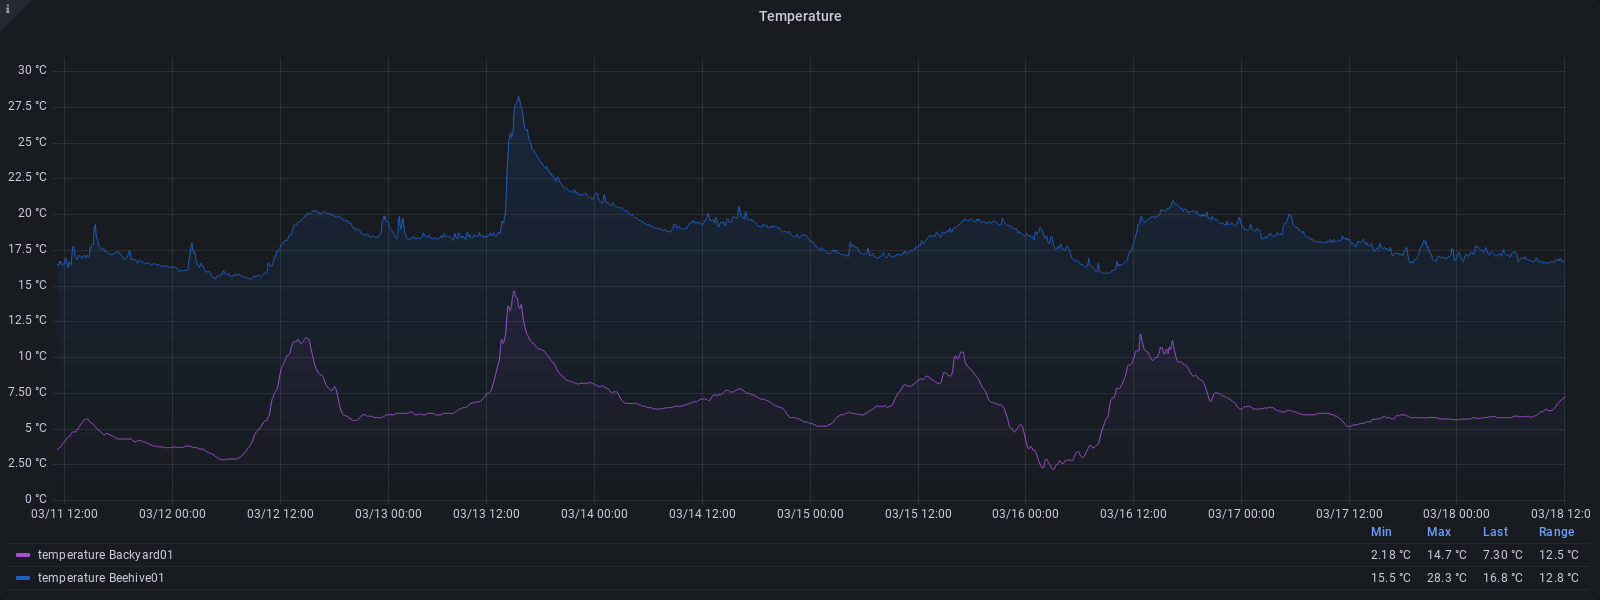 i
Temperature
30 °C
27.5 °C
25 °C
22.5 °C
20 °C
17.5 °C
15 °C
12.5 °C
10 °C
7.50 °C
5 °C
2.50 °C
0 °C
03/11 12:00 03/12 00:00 03/12 12:00 03/13 00:00 03/13 12:00 03/14 00:00 03/14 12:00 03/15 00:00 03/15 12:00 03/16 00:00 03/16 12:00 03/17 00:00 03/17 12:00 03/18 00:00 03/18 12:0
Min Max Last Range
temperature Backyard01 2.18 °C 14.7 °C 7.30 °C 12.5 °C
temperature Beehive01 15.5 °C 28.3 °C 16.8 °C 12.8 °C